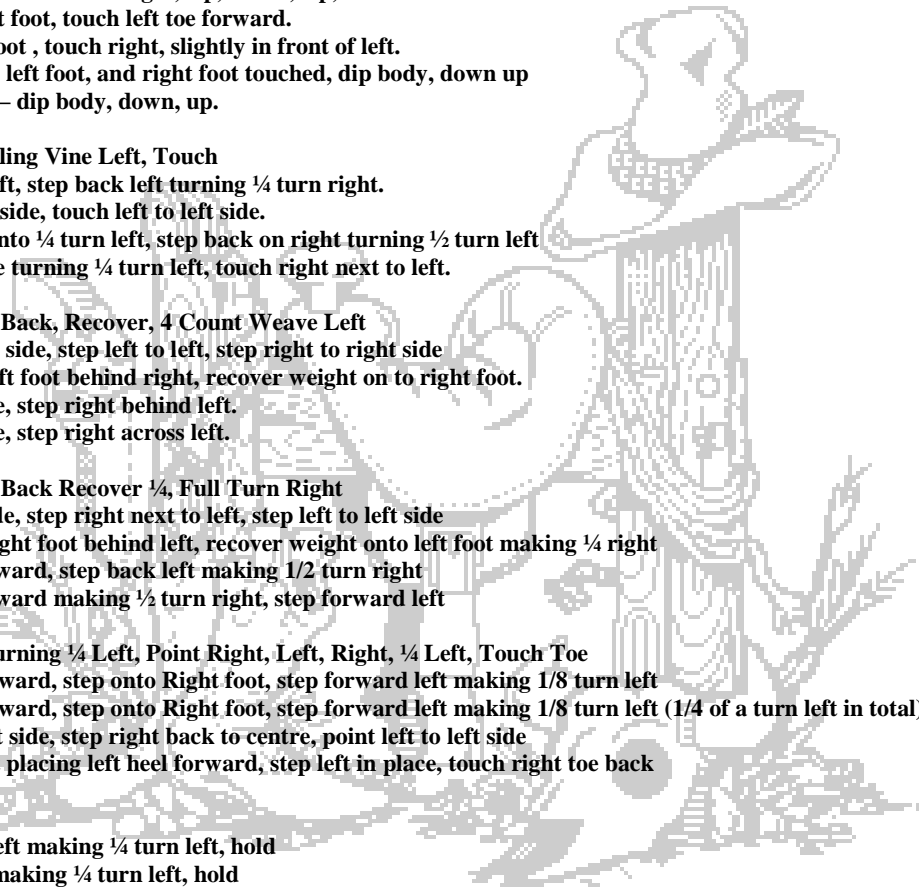 t foot, touch left toe forward.
oot , touch right, slightly in front of left.
left foot, and right foot touched, dip body, down up
– dip body, down, up.
ling Vine Left, Touch
ft, step back left turning ¼ turn right.
side, touch left to left side.
nto ¼ turn left, step back on right turning ½ turn left
e turning ¼ turn left, touch right next to left.
Back, Recover, 4 Count Weave Left
side, step left to left, step right to right side
ft foot behind right, recover weight on to right foot.
e, step right behind left.
e, step right across left.
Back Recover ¼, Full Turn Right
le, step right next to left, step left to left side
ght foot behind left, recover weight onto left foot making ¼ right
ward, step back left making 1/2 turn right
ward making ½ turn right, step forward left
urning ¼ Left, Point Right, Left, Right, ¼ Left, Touch Toe
ward, step onto Right foot, step forward left making 1/8 turn left
ward, step onto Right foot, step forward left making 1/8 turn left (1/4 of a turn left in total)
t side, step right back to centre, point left to left side
placing left heel forward, step left in place, touch right toe back
eft making ¼ turn left, hold
making ¼ turn left, hold